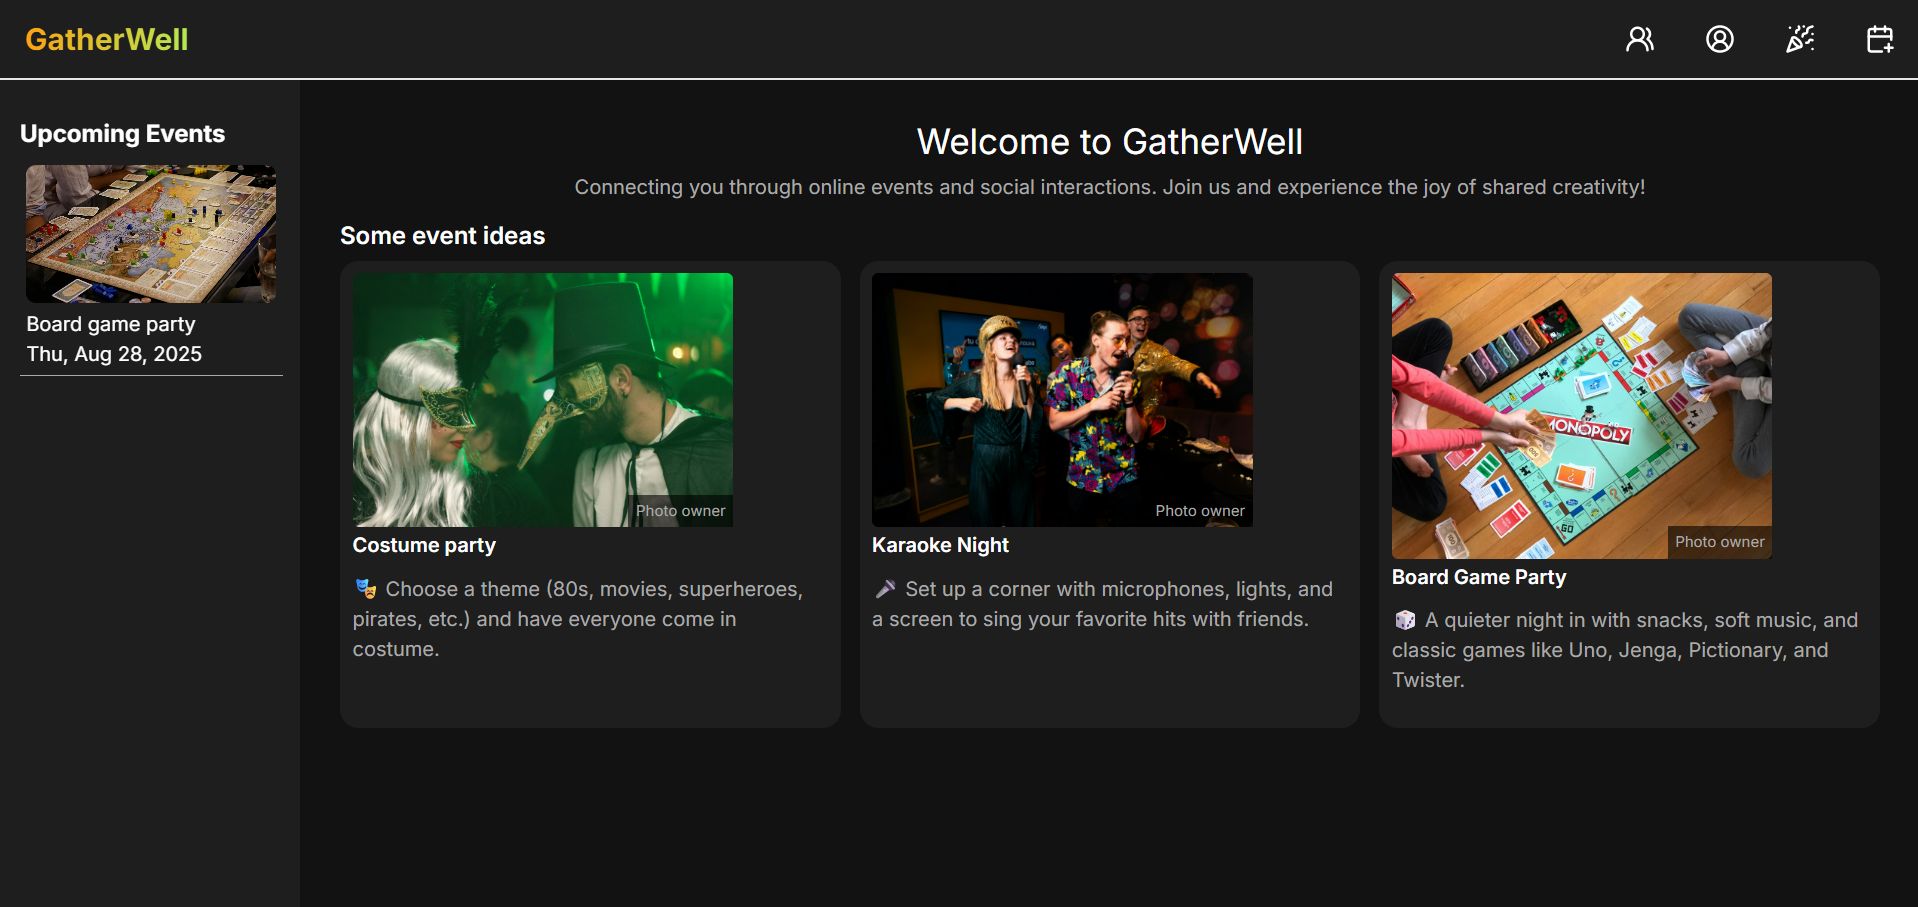 GatherWell
Upcoming Events
Board game party
Thu, Aug 28, 2025
Welcome to GatherWell
Connecting you through online events and social interactions. Join us and experience the joy of shared creativity!
Some event ideas
Photo owner
Costume party
🎭 Choose a theme (80s, movies, superheroes,
pirates, etc.) and have everyone come in
costume.
Photo owner
Karaoke Night
🎤 Set up a corner with microphones, lights, and
a screen to sing your favorite hits with friends.
MONOPOLY
GO
Photo owner
Board Game Party
🎲 A quieter night in with snacks, soft music, and
classic games like Uno, Jenga, Pictionary, and
Twister.